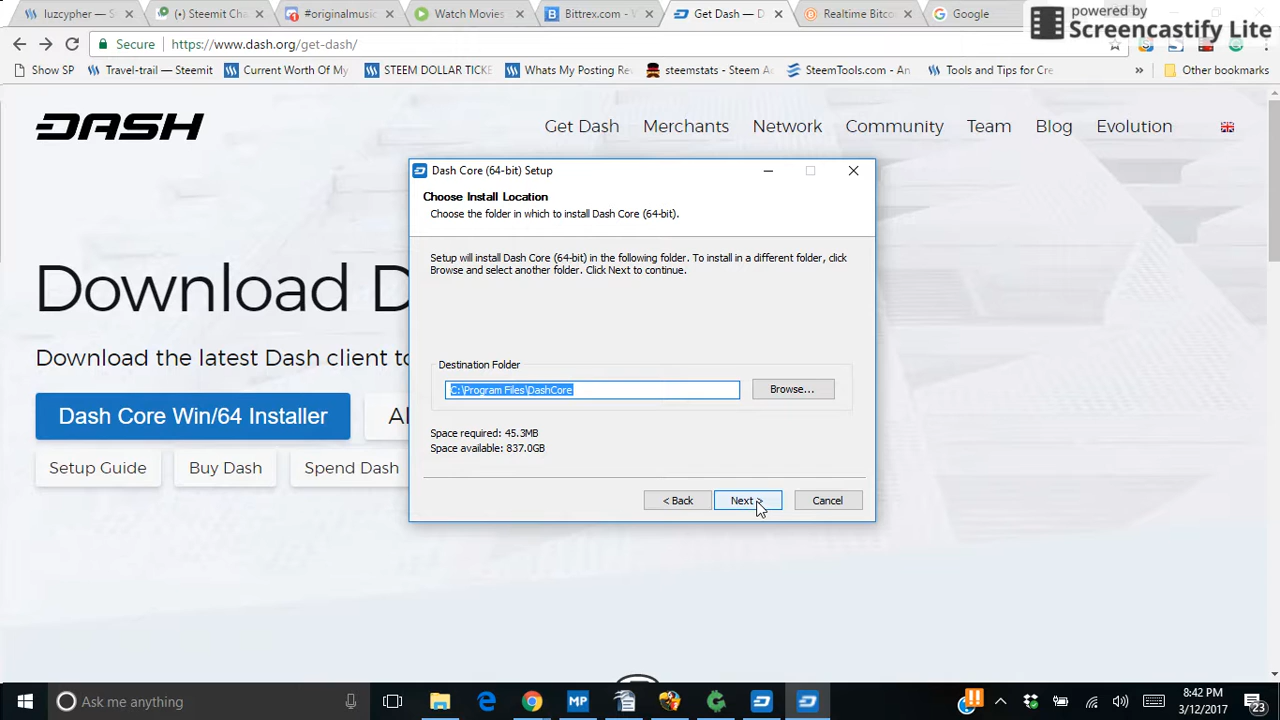 luzcypher — S
(•) Steemit Ch
#originalmusi
Watch Movies
Bittrex.com - V
Get Dash — D
Realtime Bitco
Google
powered by
Screencastify Lite
Secure
https://www.dash.org/get-dash/
Show SP
Travel-trail — Steemit
Current Worth Of My
STEEM DOLLAR TICKE
Whats My Posting Re
steemstats - Steem Ac
SteemTools.com - An
Tools and Tips for Cre
»
Other bookmarks
DASH
Get Dash
Merchants
Network
Community
Team
Blog
Evolution
Download D
Download the latest Dash client to
Dash Core Win/64 Installer
Al
Setup Guide
Buy Dash
Spend Dash
Dash Core (64-bit) Setup
Choose Install Location
Choose the folder in which to install Dash Core (64-bit).
Setup will install Dash Core (64-bit) in the following folder. To install in a different folder, click
Browse and select another folder. Click Next to continue.
Destination Folder
C:\Program Files\DashCore
Browse...
Space required: 45.3MB
Space available: 837.0GB
< Back
Next >
Cancel
Ask me anything
MP
8:42 PM
3/12/2017
23